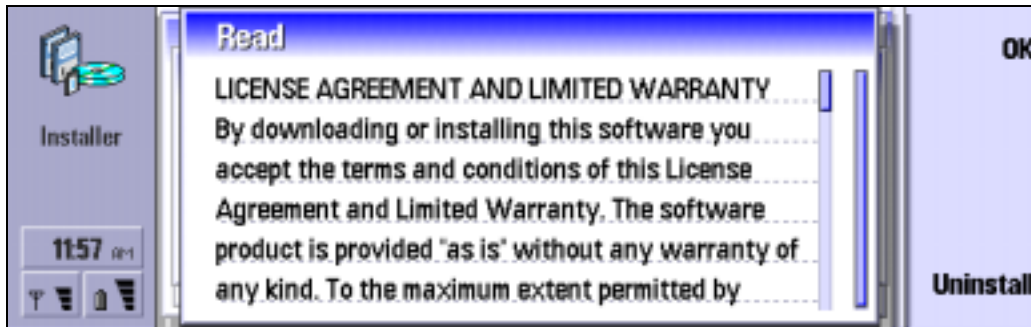 Read
LICENSE AGREEMENT AND LIMITED WARRANTY
By downloading or installing this software you
accept the terms and conditions of this License
Agreement and Limited Warranty. The software
product is provided "as is" without any warranty of
any kind. To the maximum extent permitted by
Installer
11:57 AM
OK
Uninstall